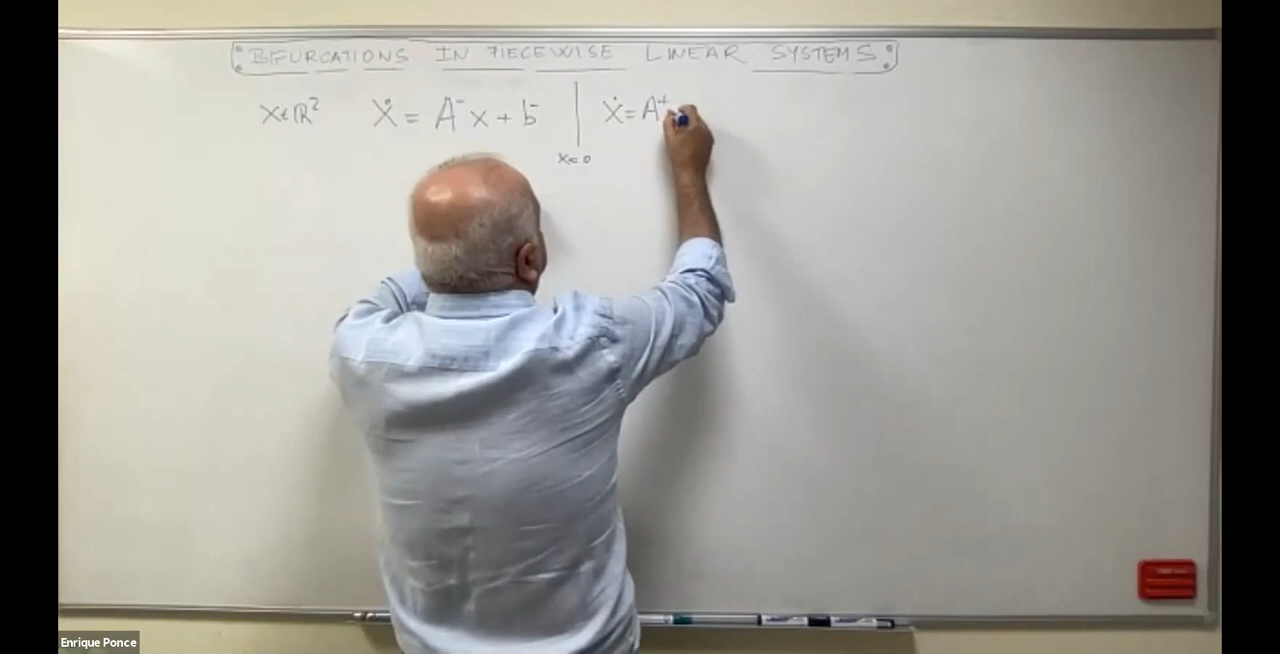 BIFURCATIONS IN PIECEWISE LINEAR SYSTEMS
x∈ℝ² ẋ = A⁻x + b⁻ | ẋ = A⁺
x=0
Enrique Ponce